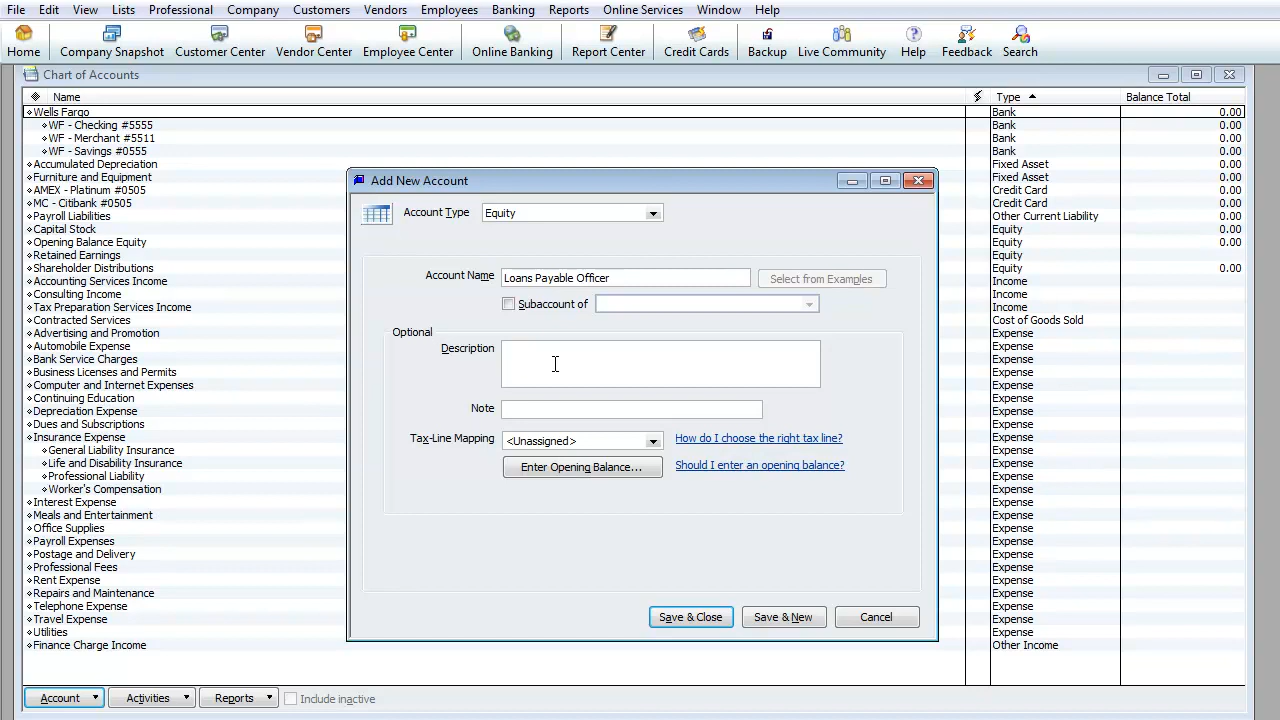 File Edit View Lists Professional Company Customers Vendors Employees Banking Reports Online Services Window Help
Home Company Snapshot Customer Center Vendor Center Employee Center Online Banking Report Center Credit Cards Backup Live Community Help Feedback Search
Chart of Accounts
Name Type Balance Total
Wells Fargo Bank 0.00
WF - Checking #5555 Bank 0.00
WF - Merchant #5511 Bank 0.00
WF - Savings #0555 Bank 0.00
Accumulated Depreciation Fixed Asset 0.00
Furniture and Equipment Fixed Asset 0.00
AMEX - Platinum #0505 Credit Card 0.00
MC - Citibank #0505 Credit Card 0.00
Payroll Liabilities Other Current Liability 0.00
Capital Stock Equity 0.00
Opening Balance Equity Equity 0.00
Retained Earnings Equity
Shareholder Distributions Equity 0.00
Accounting Services Income Income
Consulting Income Income
Tax Preparation Services Income Income
Contracted Services Cost of Goods Sold
Advertising and Promotion Expense
Automobile Expense Expense
Bank Service Charges Expense
Business Licenses and Permits Expense
Computer and Internet Expenses Expense
Continuing Education Expense
Depreciation Expense Expense
Dues and Subscriptions Expense
Insurance Expense Expense
General Liability Insurance Expense
Life and Disability Insurance Expense
Professional Liability Expense
Worker's Compensation Expense
Interest Expense Expense
Meals and Entertainment Expense
Office Supplies Expense
Payroll Expenses Expense
Postage and Delivery Expense
Professional Fees Expense
Rent Expense Expense
Repairs and Maintenance Expense
Telephone Expense Expense
Travel Expense Expense
Utilities Expense
Finance Charge Income Other Income
Add New Account
Account Type Equity
Account Name Loans Payable Officer Select from Examples
Subaccount of
Optional
Description
Note
Tax-Line Mapping <Unassigned> How do I choose the right tax line?
Enter Opening Balance... Should I enter an opening balance?
Save & Close Save & New Cancel
Account Activities Reports Include inactive